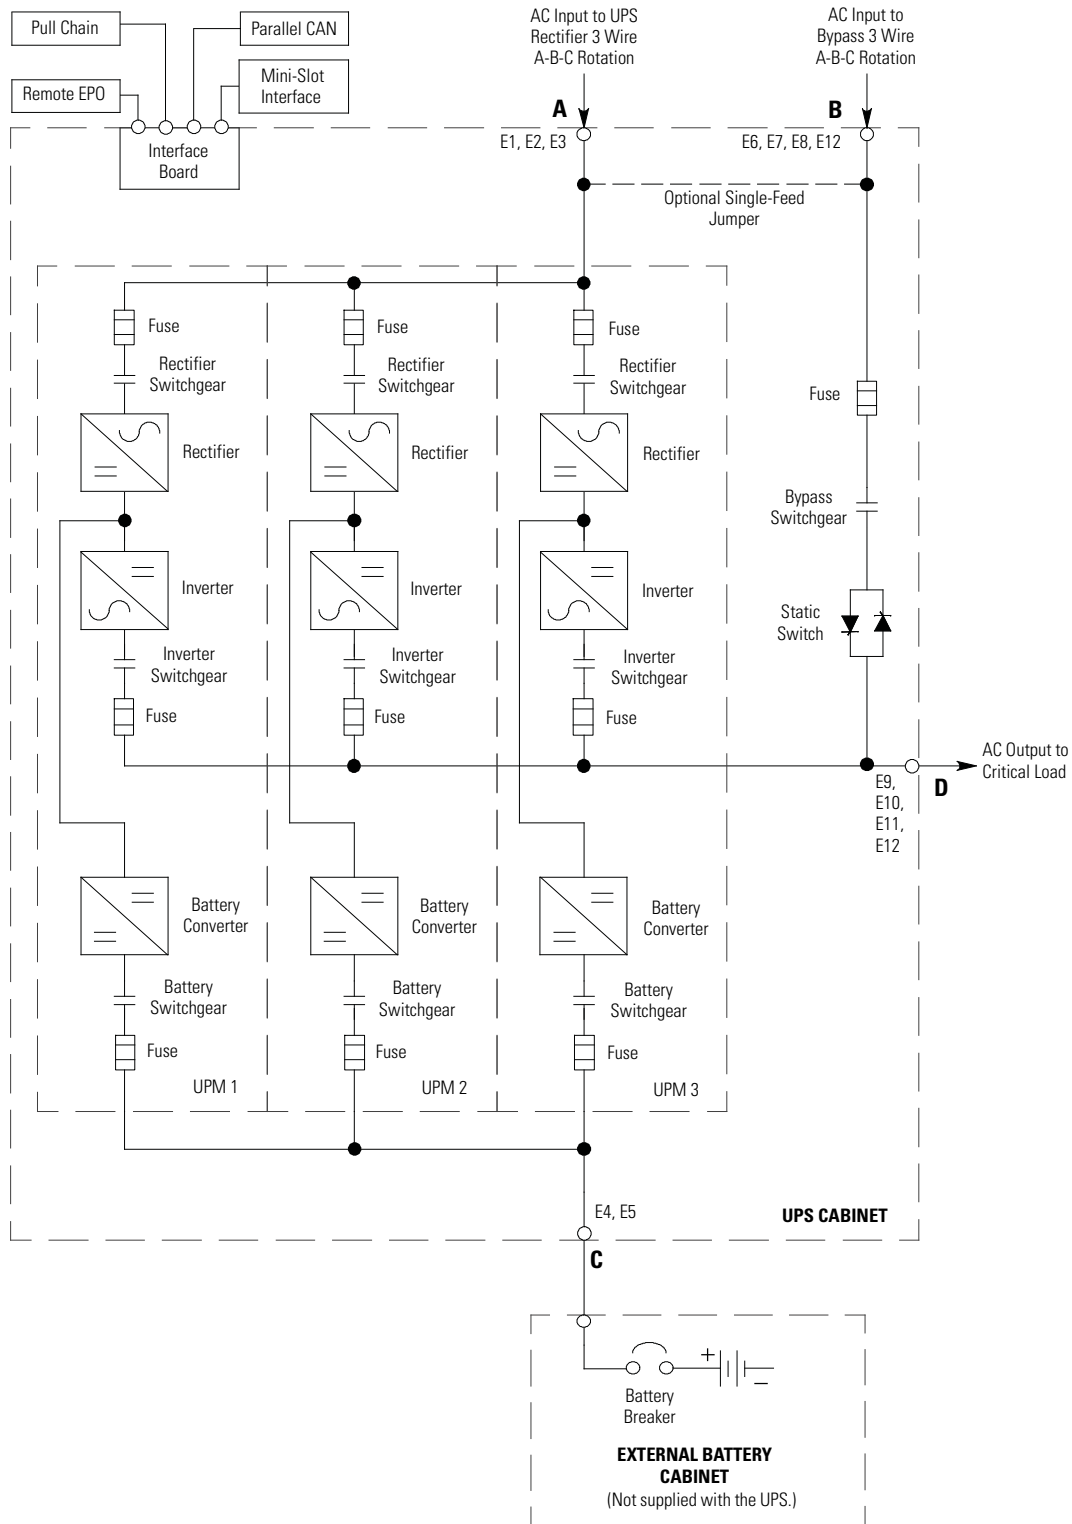 Pull Chain
Parallel CAN
Remote EPO
Mini-Slot
Interface
Interface
Board
AC Input to UPS
Rectifier 3 Wire
A-B-C Rotation
AC Input to
Bypass 3 Wire
A-B-C Rotation
A
B
E1, E2, E3
E6, E7, E8, E12
Optional Single-Feed
Jumper
Fuse
Fuse
Fuse
Rectifier
Switchgear
Rectifier
Switchgear
Rectifier
Switchgear
Fuse
Rectifier
Rectifier
Rectifier
Bypass
Switchgear
Inverter
Inverter
Inverter
Static
Switch
Inverter
Switchgear
Inverter
Switchgear
Inverter
Switchgear
Fuse
Fuse
Fuse
AC Output to
Critical Load
D
E9,
E10,
E11,
E12
Battery
Converter
Battery
Converter
Battery
Converter
Battery
Switchgear
Battery
Switchgear
Battery
Switchgear
Fuse
Fuse
Fuse
UPM 1
UPM 2
UPM 3
E4, E5
UPS CABINET
C
+
–
Battery
Breaker
EXTERNAL BATTERY
CABINET
(Not supplied with the UPS.)